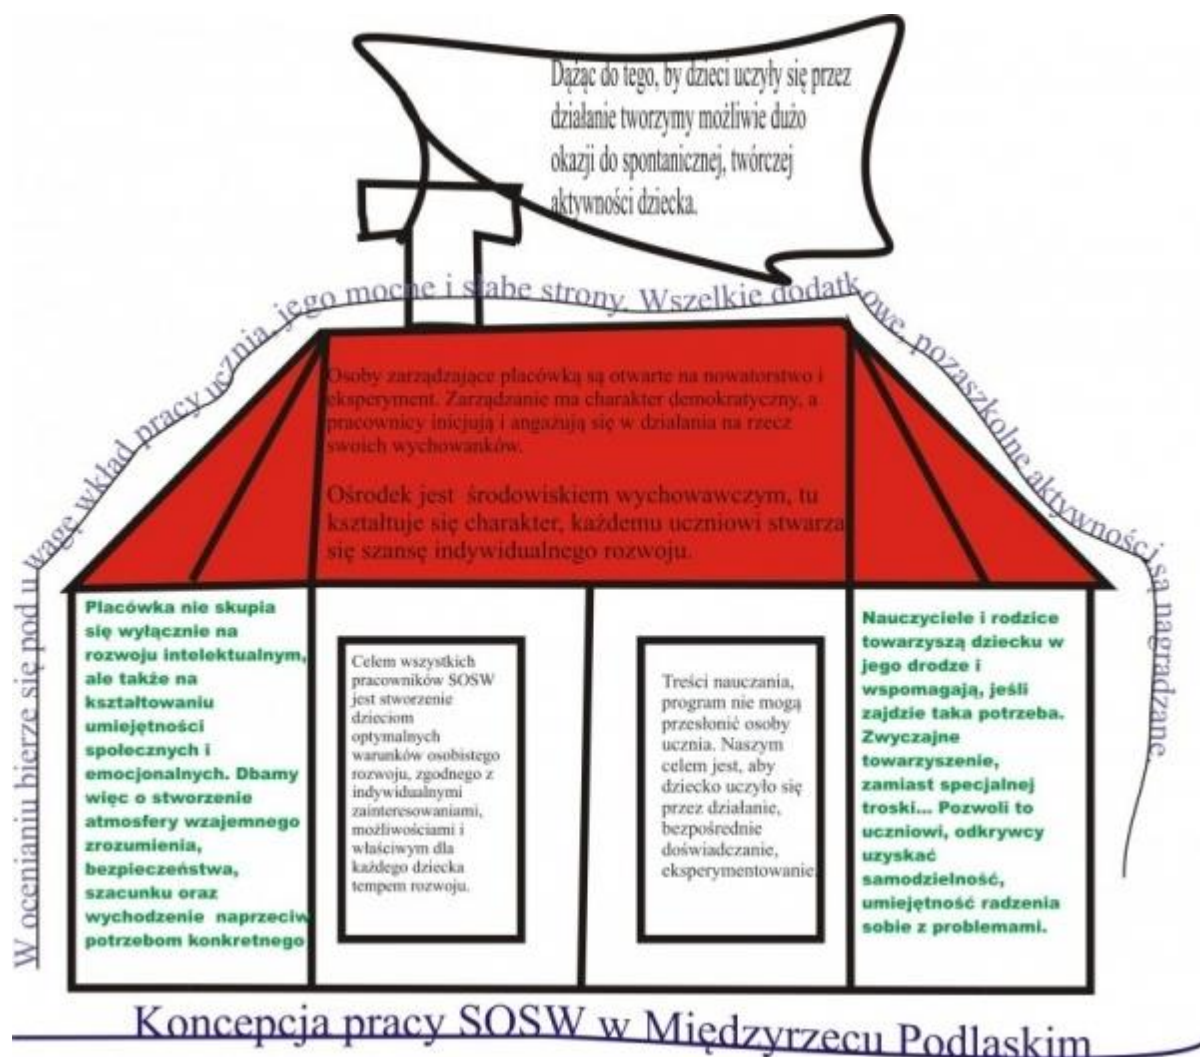 Dążąc do tego, by dzieci uczyły się przez
działanie tworzymy możliwie dużo
okazji do spontanicznej, twórczej
aktywności dziecka.
W ocenianiu bierze się pod uwagę wkład pracy ucznia, jego mocne i słabe strony. Wszelkie dodatkowe, pozaszkolne aktywności są nagradzane.
Osoby zarządzające placówką są otwarte na nowatorstwo i
eksperyment. Zarządzanie ma charakter demokratyczny, a
pracownicy inicjują i angażują się w działania na rzecz
swoich wychowanków.
Ośrodek jest środowiskiem wychowawczym, tu
kształtuje się charakter, każdemu uczniowi stwarza
się szansę indywidualnego rozwoju.
Placówka nie skupia
się wyłącznie na
rozwoju intelektualnym,
ale także na
kształtowaniu
umiejętności
społecznych i
emocjonalnych. Dbamy
więc o stworzenie
atmosfery wzajemnego
zrozumienia,
bezpieczeństwa,
szacunku oraz
wychodzenie naprzeciw
potrzebom konkretnego
Celem wszystkich
pracowników SOSW
jest stworzenie
dzieciom
optymalnych
warunków osobistego
rozwoju, zgodnego z
indywidualnymi
zainteresowaniami,
możliwościami i
właściwym dla
każdego dziecka
tempem rozwoju.
Treści nauczania,
program nie mogą
przesłonić osoby
ucznia. Naszym
celem jest, aby
dziecko uczyło się
przez działanie,
bezpośrednie
doświadczanie,
eksperymentowanie.
Nauczyciele i rodzice
towarzyszą dziecku w
jego drodze i
wspomagają, jeśli
zajdzie taka potrzeba.
Zwyczajne
towarzyszenie,
zamiast specjalnej
troski... Pozwoli to
uczniowi, odkrywcy
uzyskać
samodzielność,
umiejętność radzenia
sobie z problemami.
Koncepcja pracy SOSW w Międzyrzecu Podlaskim